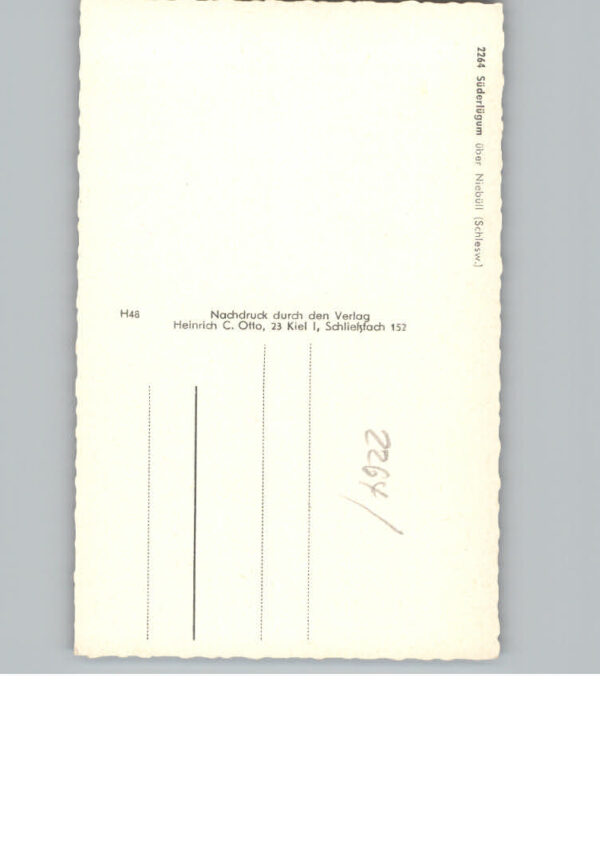 2264 Süderlügum über Niebüll (Schlesw.)
H48
Nachdruck durch den Verlag
Heinrich C. Otto, 23 Kiel 1, Schließfach 152
2264/